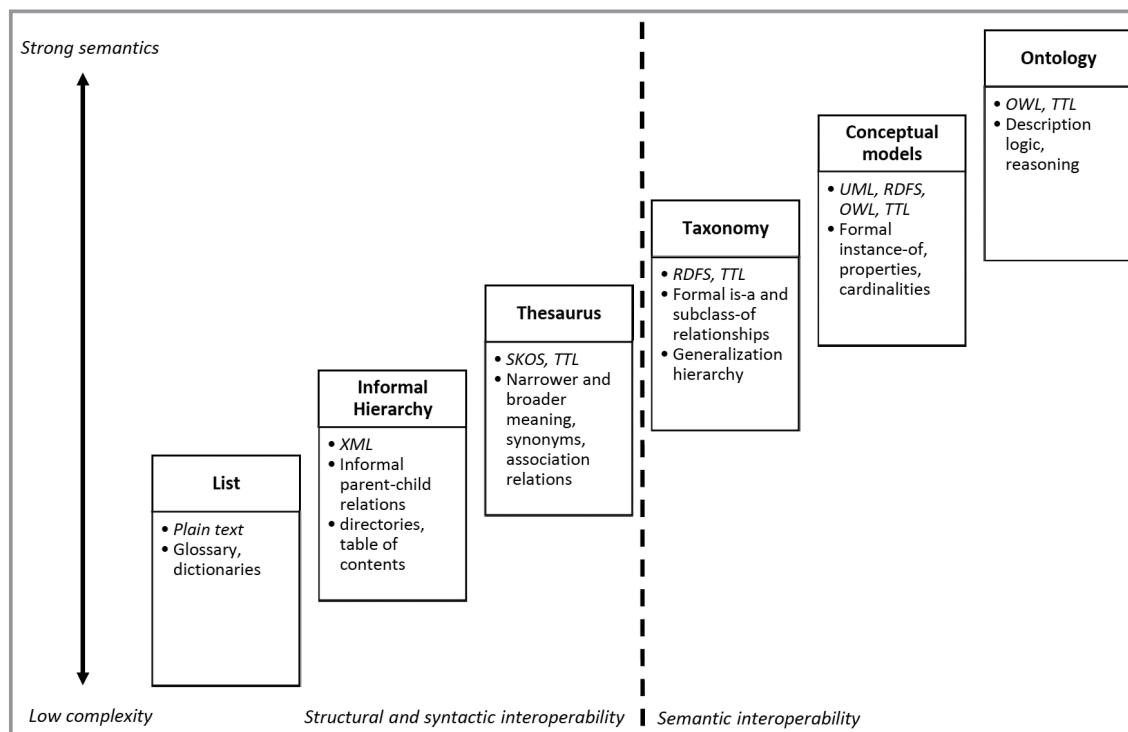 Strong semantics
Low complexity
List
• Plain text
• Glossary,
dictionaries
Informal
Hierarchy
• XML
• Informal
parent-child
relations
• directories,
table of
contents
Thesaurus
• SKOS, TTL
• Narrower and
broader
meaning,
synonyms,
association
relations
Taxonomy
• RDFS, TTL
• Formal is-a and
subclass-of
relationships
• Generalization
hierarchy
Conceptual
models
• UML, RDFS,
OWL, TTL
• Formal
instance-of,
properties,
cardinalities
Ontology
• OWL, TTL
• Description
logic,
reasoning
Structural and syntactic interoperability
Semantic interoperability